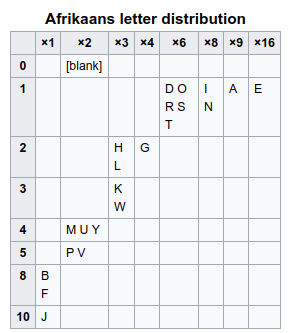 Afrikaans letter distribution
×1 ×2 ×3 ×4 ×6 ×8 ×9 ×16
0 [blank]
1 D O I A E
R S N
T
2 H G
L
3 K
W
4 M U Y
5 P V
8 B
F
10 J